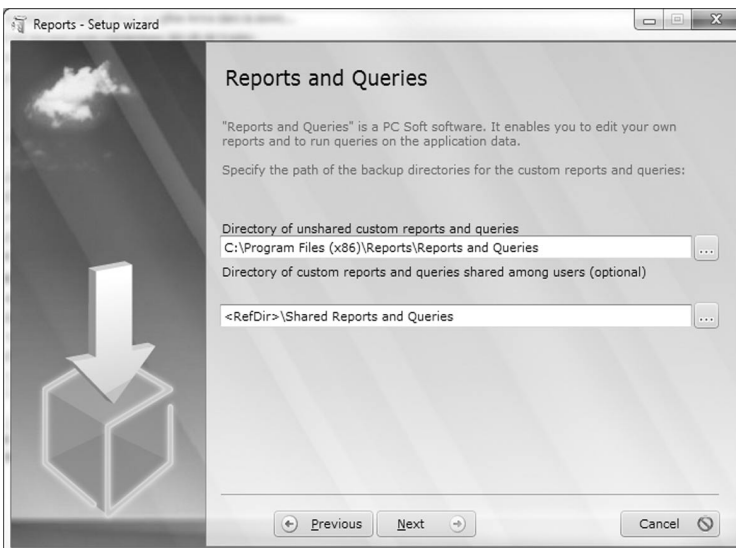 Reports - Setup wizard
Reports and Queries
"Reports and Queries" is a PC Soft software. It enables you to edit your own
reports and to run queries on the application data.
Specify the path of the backup directories for the custom reports and queries:
Directory of unshared custom reports and queries
C:\Program Files (x86)\Reports\Reports and Queries
...
Directory of custom reports and queries shared among users (optional)
<RefDir>\Shared Reports and Queries
...
Previous Next Cancel